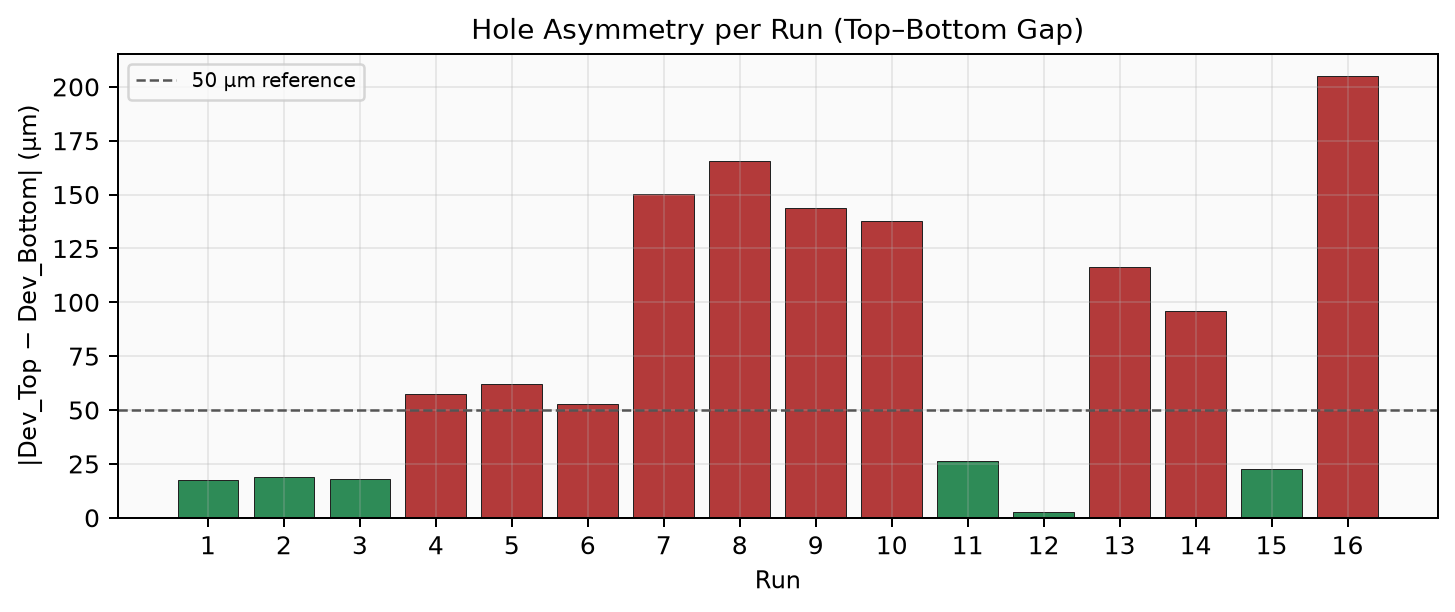 Hole Asymmetry per Run (Top–Bottom Gap)
50 µm reference
|Dev_Top − Dev_Bottom| (µm)
200
175
150
125
100
75
50
25
0
1 2 3 4 5 6 7 8 9 10 11 12 13 14 15 16
Run